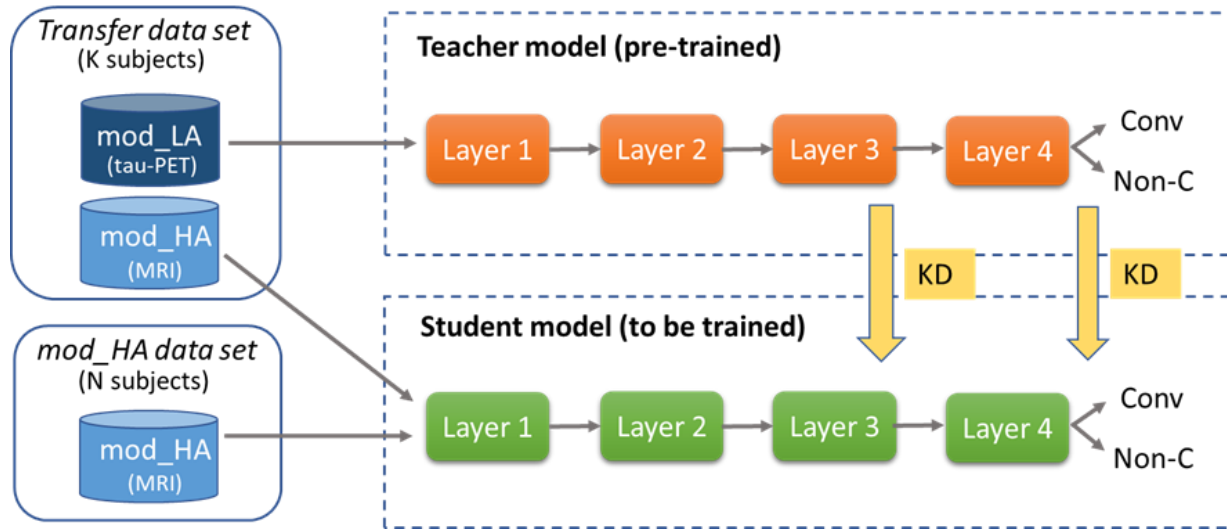 Transfer data set
(K subjects)
mod_LA
(tau-PET)
mod_HA
(MRI)
mod_HA data set
(N subjects)
mod_HA
(MRI)
Teacher model (pre-trained)
Layer 1
Layer 2
Layer 3
Layer 4
Conv
Non-C
KD
KD
Student model (to be trained)
Layer 1
Layer 2
Layer 3
Layer 4
Conv
Non-C